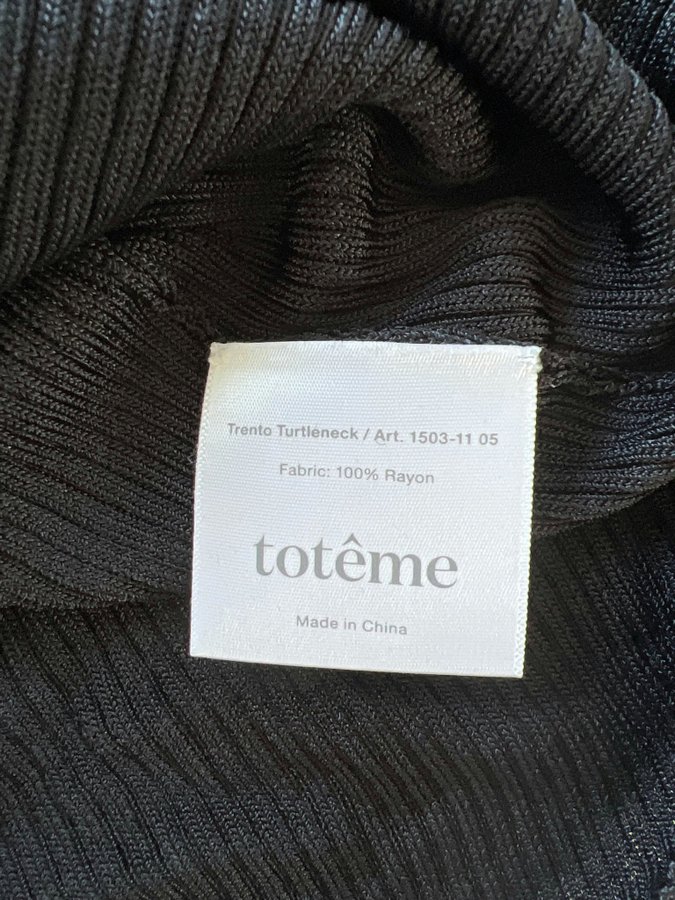 Trento Turtleneck / Art. 1503-11 05
Fabric: 100% Rayon
totême
Made in China